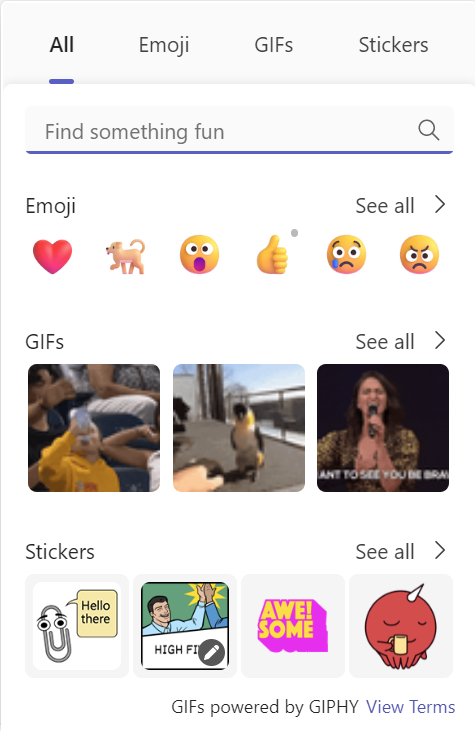 All Emoji GIFs Stickers
Find something fun
Emoji See all
GIFs See all
ANT TO SEE YOU BE BRAV
Stickers See all
Hello
there
HIGH FI
AWE!
SOME
GIFs powered by GIPHY View Terms